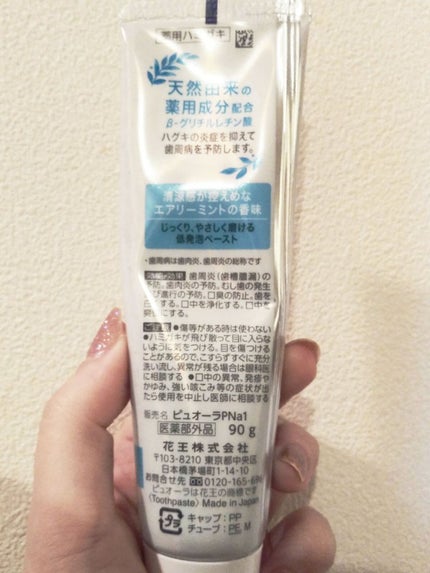 薬用ハミガキ
天然由来の
薬用成分配合
β-グリチルレチン酸
ハグキの炎症を抑えて
歯周病を予防します。
清涼感が控えめな
エアリーミントの香味
じっくり、やさしく磨ける
低発泡ペースト
・歯周病は歯肉炎、歯周炎の総称です
歯周炎(歯槽膿漏)の
予防。歯肉炎の予防。むし歯の発生
及び進行の予防。口臭の防止。歯を
白くする。口中を浄化する。口中を
爽快にする。
ご注意 ●傷等がある時は使わない
●ハミガキが飛び散って目に入らな
いように気をつける。目を傷つける
ことがあるので、こすらずすぐに充分
洗い流し、異常が残る場合は眼科医
に相談する ●口中の異常、発疹や
かゆみ、強い咳こみ等の症状が出
たら使用を中止し医師に相談する
販売名 ピュオーラPNa1
医薬部外品 90g
花王株式会社
〒103-8210 東京都中央区
日本橋茅場町1-14-10
お問合せ先 0120-165-696
ピュオーラは花王の商標です
(Toothpaste) Made in Japan
プラ
キャップ:PP
チューブ:PE, M